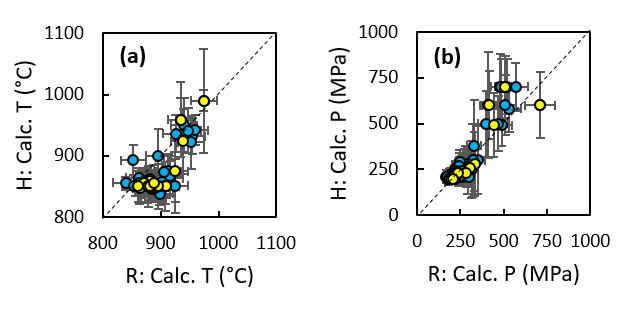 1100
(a)
1000
900
800
800 900 1000 1100
H: Calc. T (°C)
R: Calc. T (°C)
1000
(b)
750
500
250
0
0 250 500 750 1000
H: Calc. P (MPa)
R: Calc. P (MPa)